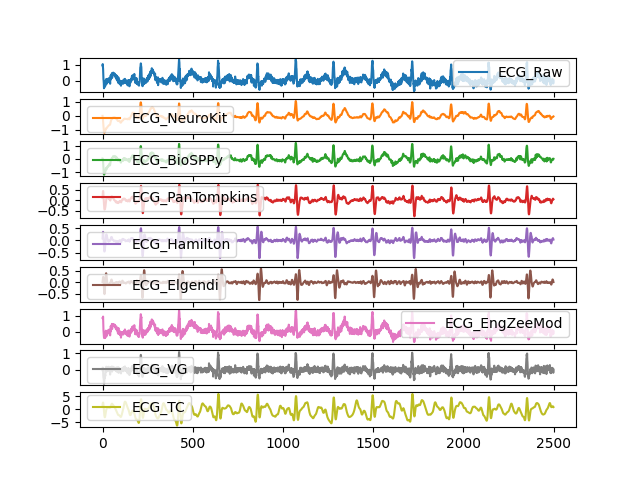 1
0
ECG_Raw
1
0
−1
ECG_NeuroKit
1
0
−1
ECG_BioSPPy
0.5
0.0
−0.5
ECG_PanTompkins
0.5
0.0
−0.5
ECG_Hamilton
0.5
0.0
−0.5
ECG_Elgendi
1
0
ECG_EngZeeMod
1
0
ECG_VG
5
0
−5
ECG_TC
0 500 1000 1500 2000 2500